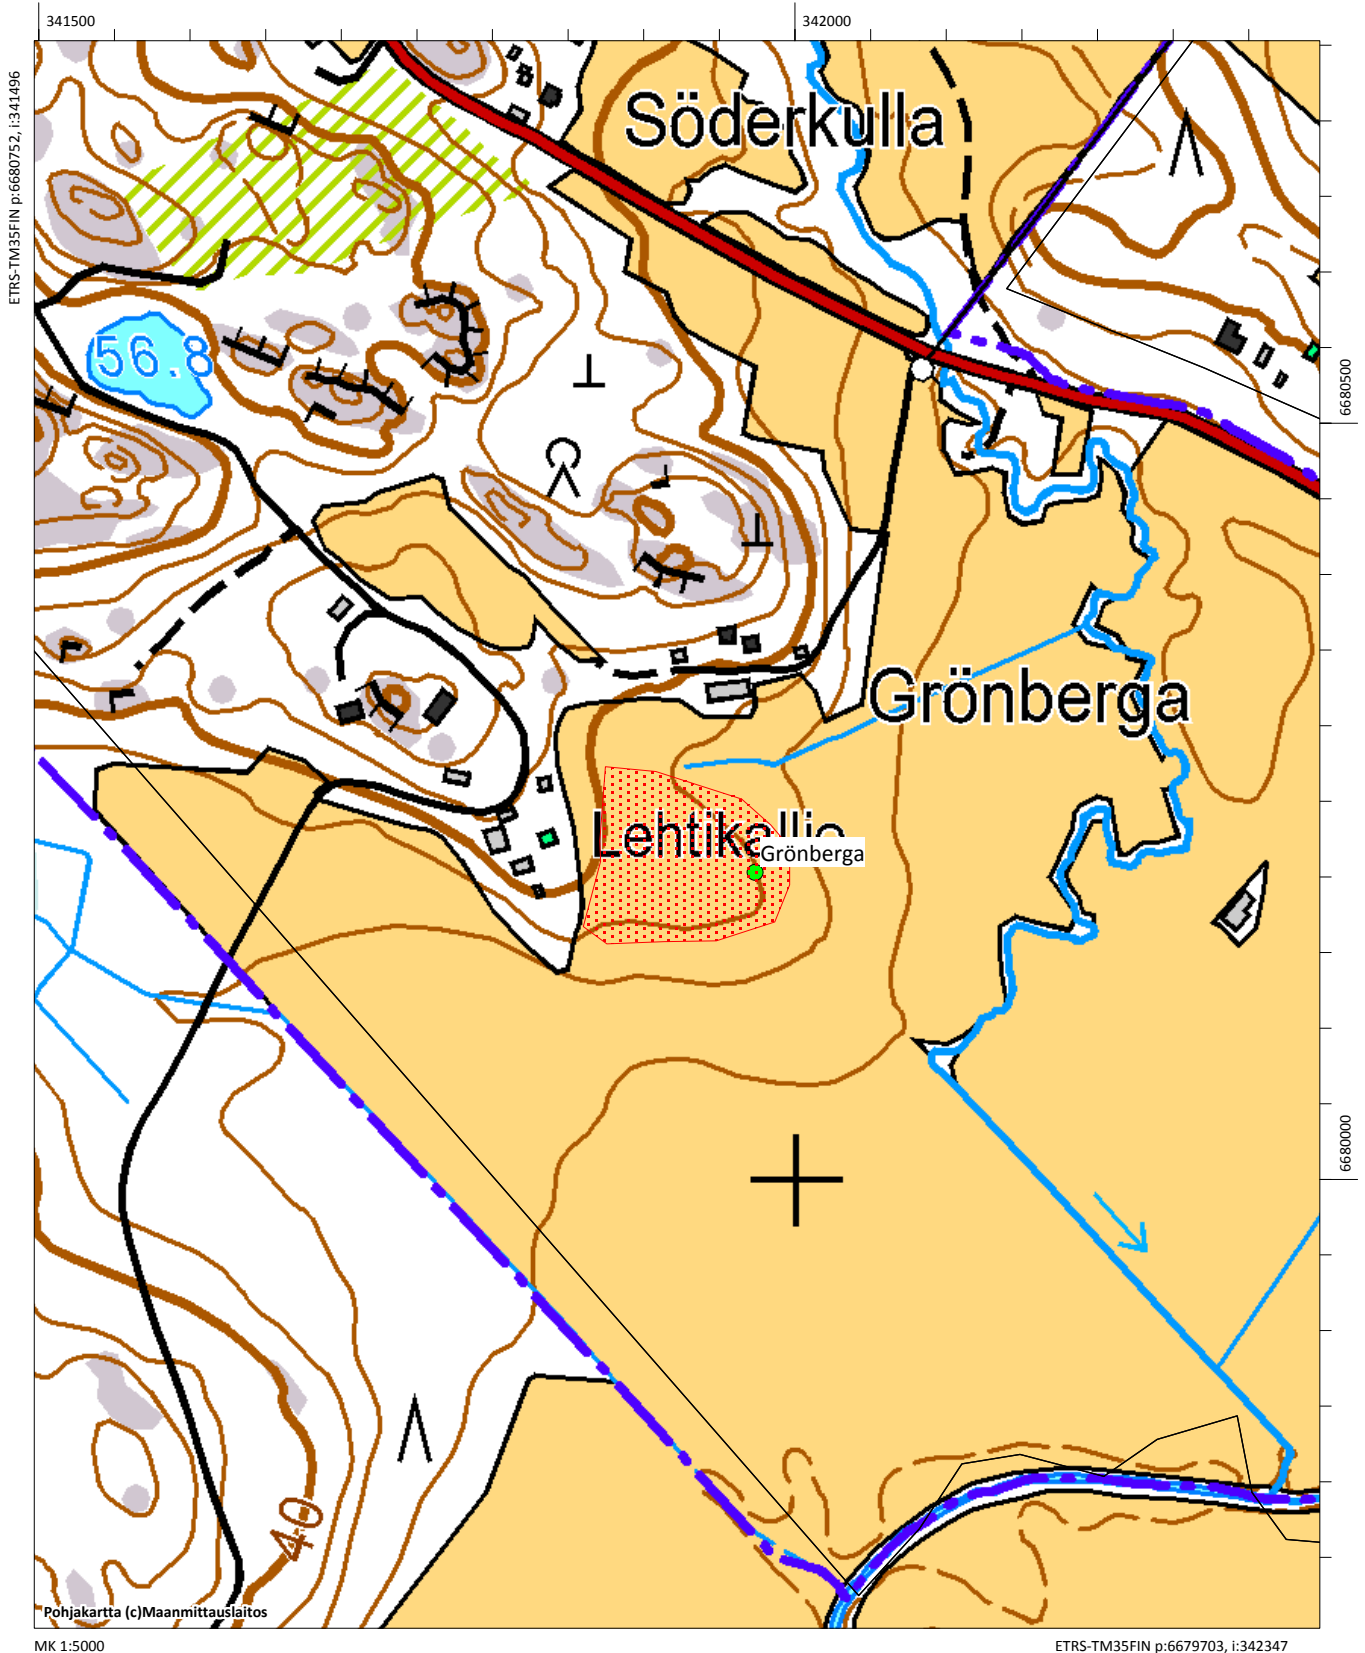 341500
342000
ETRS-TM35FIN p:6680752, i:341496
Söderkulla
56.8
6680500
Grönberga
Lehtikallio
Grönberga
6680000
40
Pohjakartta (c)Maanmittauslaitos
MK 1:5000
ETRS-TM35FIN p:6679703, i:342347